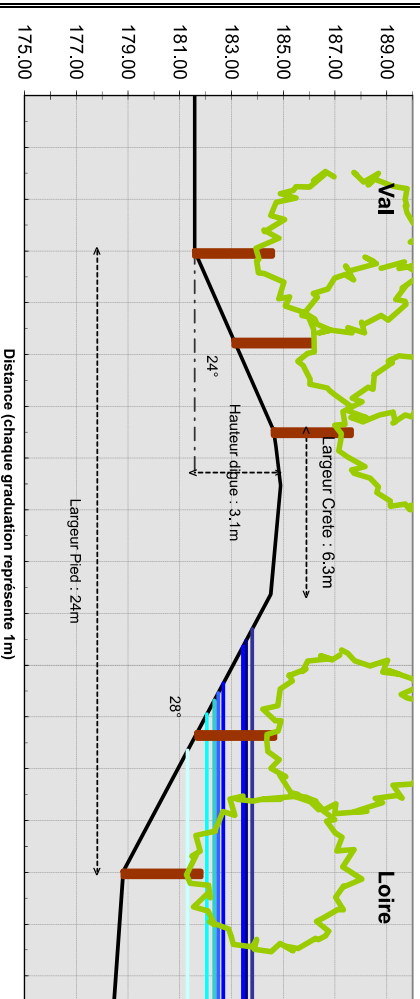 189.00
187.00
185.00
183.00
181.00
179.00
177.00
175.00
Val
Loire
Largeur Crete : 6.3m
Hauteur digue : 3.1m
24°
28°
Largeur Pied : 24m
Distance (chaque graduation représente 1m)